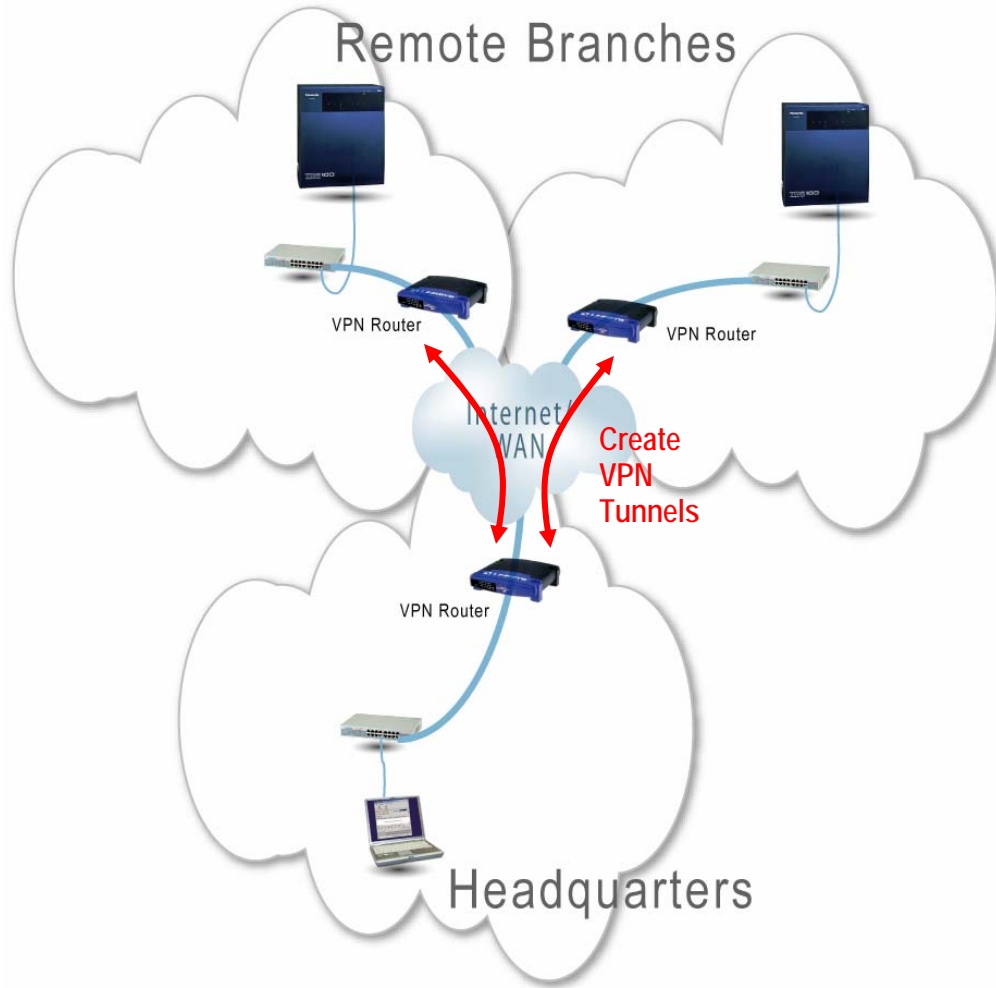 Remote Branches
VPN Router
VPN Router
Internet/
WAN
Create
VPN
Tunnels
VPN Router
Headquarters